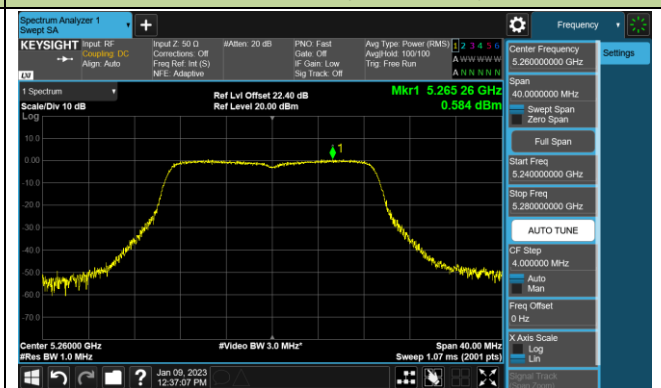 Spectrum Analyzer 1
Swept SA
+
Frequency
KEYSIGHT
Input: RF
Coupling: DC
Align: Auto
Input Z: 50 Ω
Corrections: Off
Freq Ref: Int (S)
NFE: Adaptive
#Atten: 20 dB
PNO: Fast
Gate: Off
IF Gain: Low
Sig Track: Off
Avg Type: Power (RMS)
Avg|Hold: 100/100
Trig: Free Run
1 2 3 4 5 6
A W W W W W
A N N N N N
LXI
1 Spectrum
Scale/Div 10 dB
Log
Ref Lvl Offset 22.40 dB
Ref Level 20.00 dBm
Mkr1 5.265 26 GHz
0.584 dBm
1
10.0
0.00
-10.0
-20.0
-30.0
-40.0
-50.0
-60.0
-70.0
Center 5.26000 GHz
#Res BW 1.0 MHz
#Video BW 3.0 MHz*
Span 40.00 MHz
Sweep 1.07 ms (2001 pts)
Jan 09, 2023
12:37:07 PM
?
Center Frequency
5.260000000 GHz
Span
40.0000000 MHz
Swept Span
Zero Span
Full Span
Start Freq
5.240000000 GHz
Stop Freq
5.280000000 GHz
AUTO TUNE
CF Step
4.000000 MHz
Auto
Man
Freq Offset
0 Hz
X Axis Scale
Log
Lin
Signal Track
(Span Zoom)
Settings